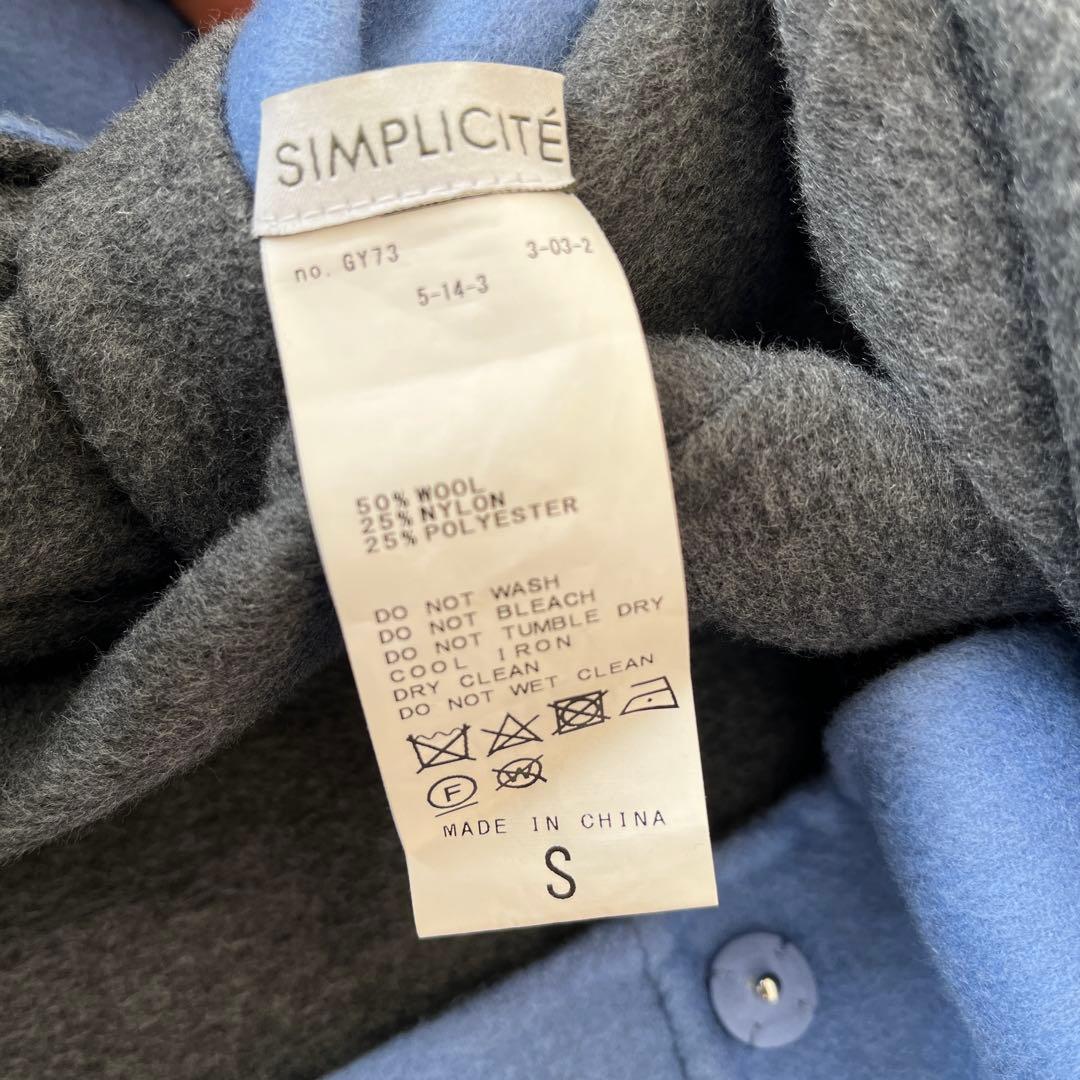 SIMPLICITÉ
no. GY73 3-03-2
5-14-3
50% WOOL
25% NYLON
25% POLYESTER
DO NOT WASH
DO NOT BLEACH
DO NOT TUMBLE DRY
COOL IRON
DRY CLEAN
DO NOT WET CLEAN
F W
MADE IN CHINA
S